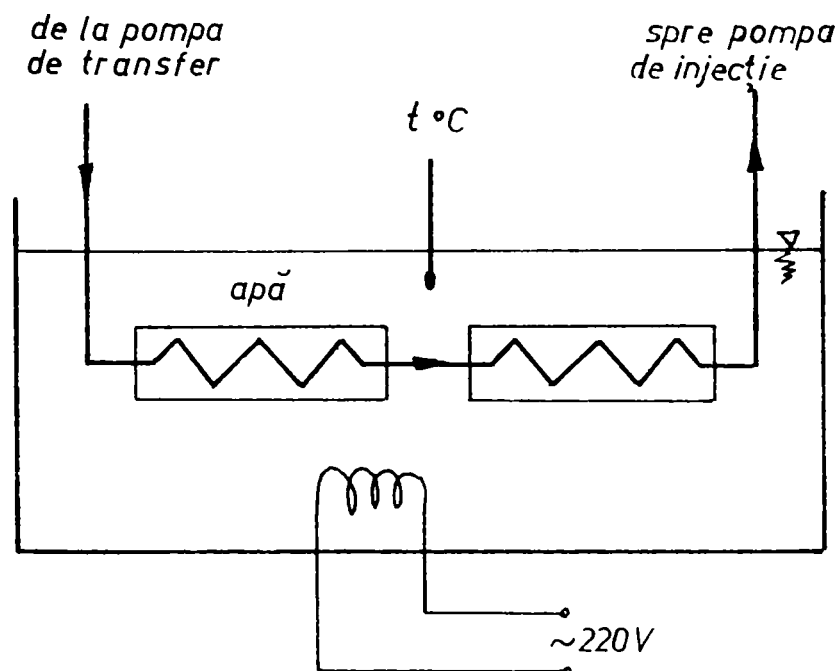 de la pompa
de transfer
spre pompa
de injectie
t °C
apă
~220V